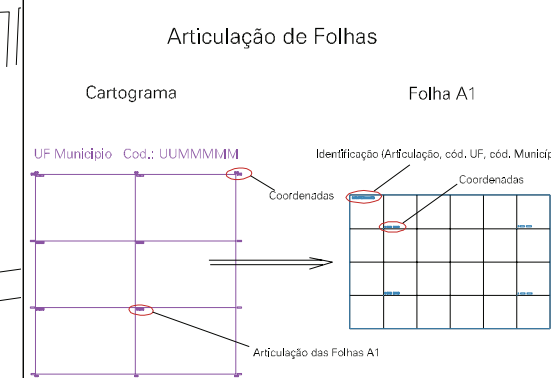 Articulação de Folhas
Cartograma
Folha A1
UF Municipio Cod.: UUMMMMM
Identificação (Articulação, cód. UF, cód. Municíp
Coordenadas
Coordenadas
Articulação das Folhas A1